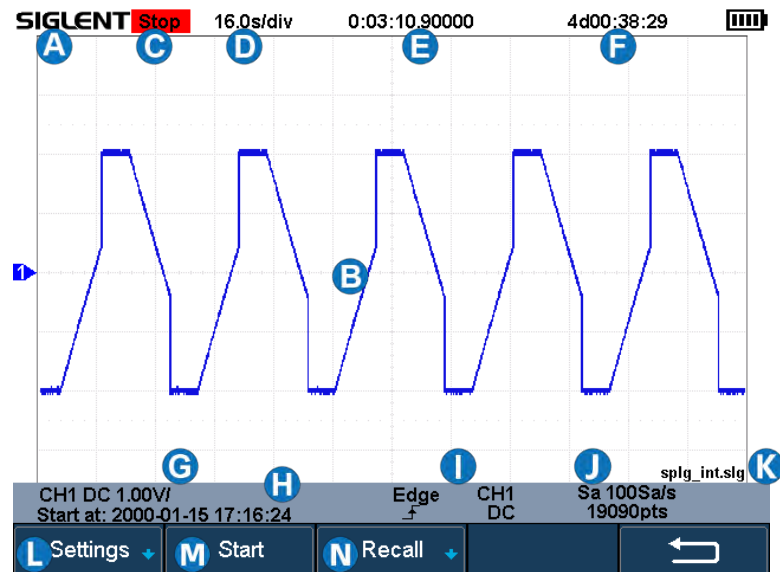 SIGLENT Stop 16.0s/div 0:03:10.90000 4d00:38:29
A C D E F
1
B
G H I J K
splg_int.slg
CH1 DC 1.00V/ Edge CH1 Sa 100Sa/s
Start at: 2000-01-15 17:16:24 DC 19090pts
L Settings M Start N Recall